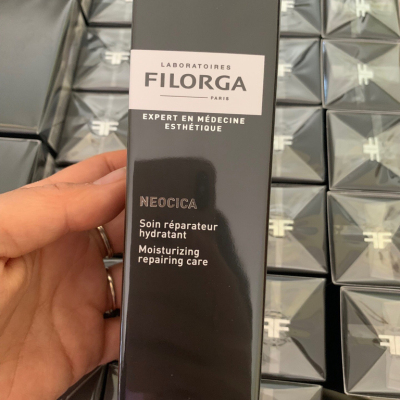 LABORATOIRES
FILORGA
PARIS
EXPERT EN MÉDECINE
ESTHÉTIQUE
NEOCICA
Soin réparateur
hydratant
Moisturizing
repairing care